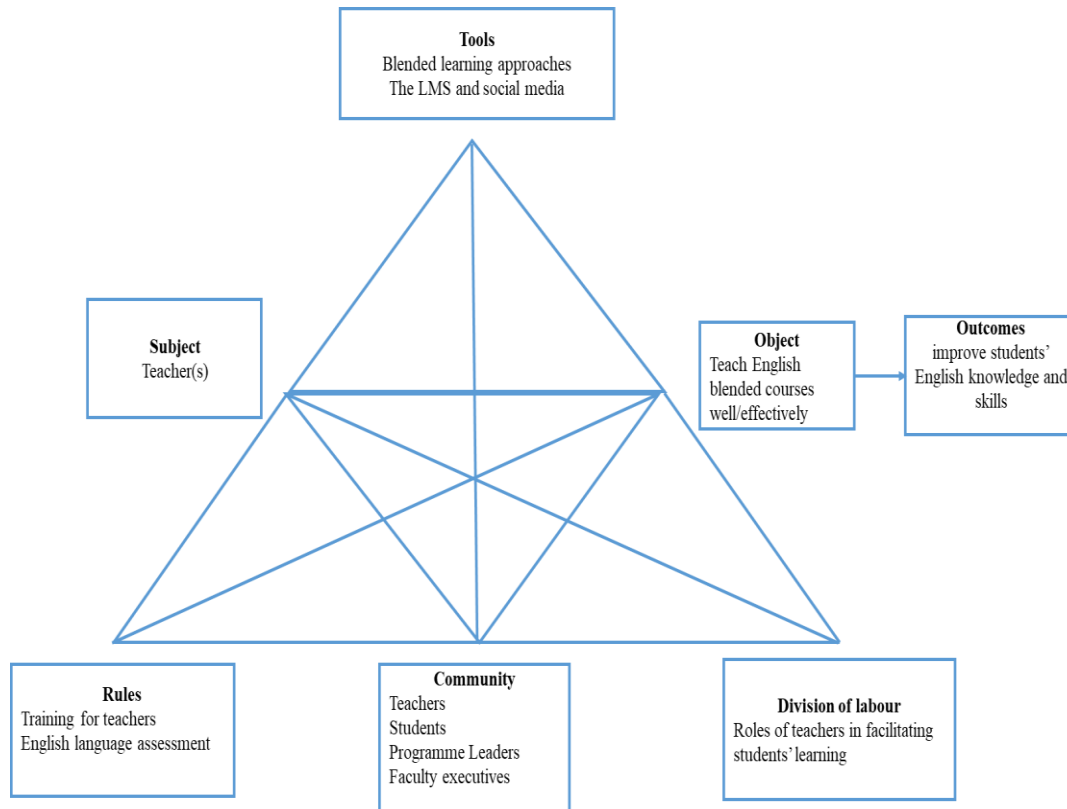 Tools
Blended learning approaches
The LMS and social media
Subject
Teacher(s)
Object
Teach English
blended courses
well/effectively
Outcomes
improve students’
English knowledge and
skills
Rules
Training for teachers
English language assessment
Community
Teachers
Students
Programme Leaders
Faculty executives
Division of labour
Roles of teachers in facilitating
students’ learning